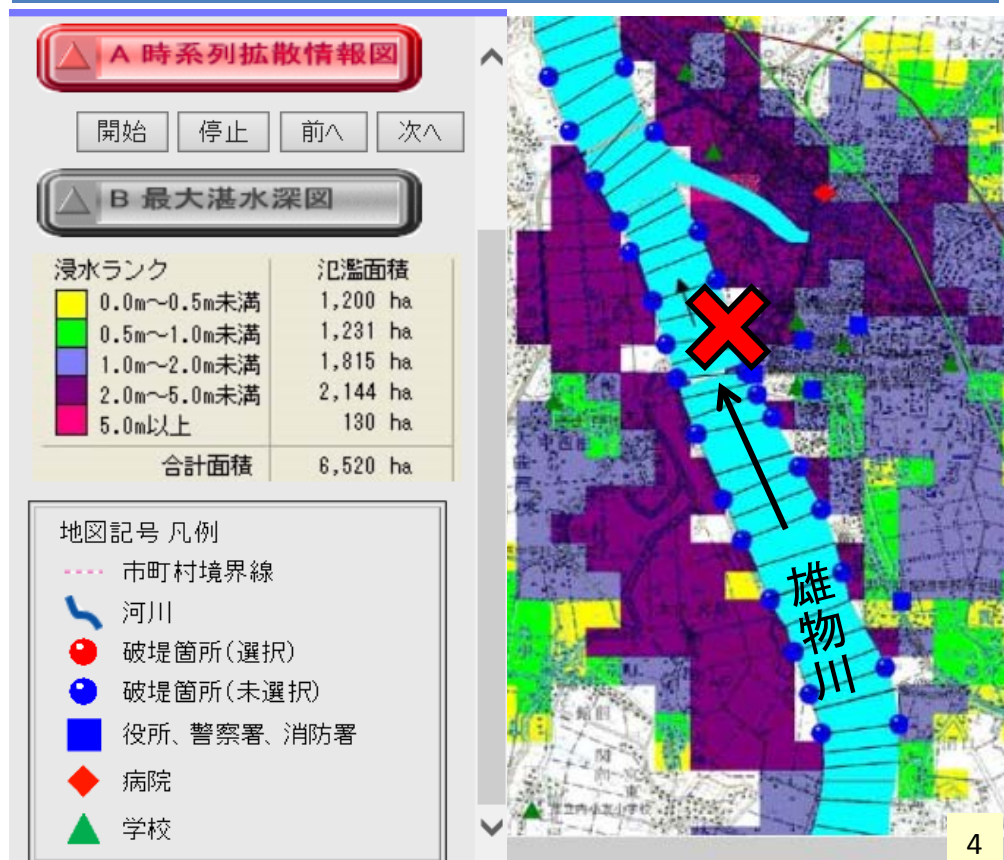 A 時系列拡散情報図
開始 停止 前へ 次へ
B 最大湛水深図
浸水ランク 氾濫面積
0.0m~0.5m未満 1,200 ha
0.5m~1.0m未満 1,231 ha
1.0m~2.0m未満 1,815 ha
2.0m~5.0m未満 2,144 ha
5.0m以上 130 ha
合計面積 6,520 ha
地図記号 凡例
市町村境界線
河川
破堤箇所(選択)
破堤箇所(未選択)
役所、警察署、消防署
病院
学校
雄物川
4